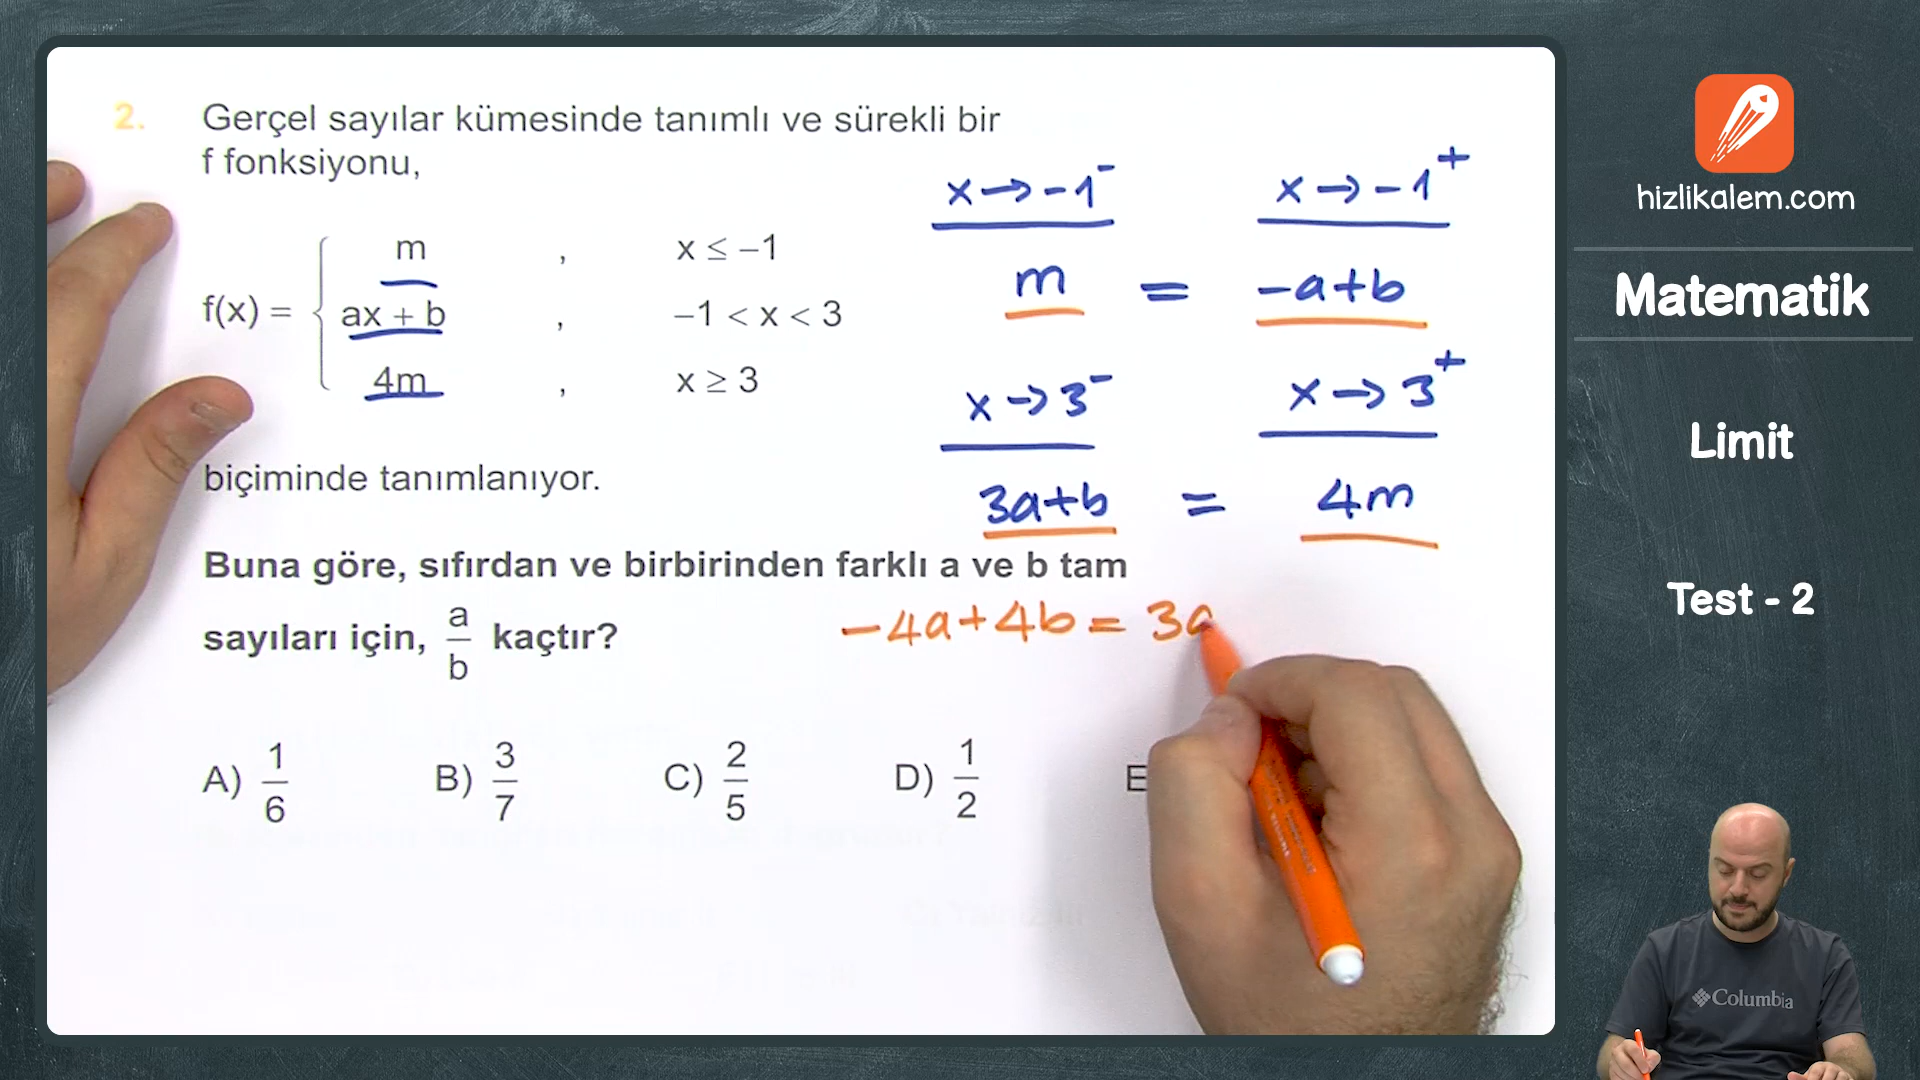 2. Gerçel sayılar kümesinde tanımlı ve sürekli bir
f fonksiyonu,
f(x) =
m , x ≤ –1
ax + b , –1 < x < 3
4m , x ≥ 3
biçiminde tanımlanıyor.
Buna göre, sıfırdan ve birbirinden farklı a ve b tam
sayıları için, a/b kaçtır?
A) 1/6 B) 3/7 C) 2/5 D) 1/2 E
x → -1⁻ x → -1⁺
m = -a+b
x → 3⁻ x → 3⁺
3a+b = 4m
-4a+4b = 3a
hizlikalem.com
Matematik
Limit
Test - 2
Columbia